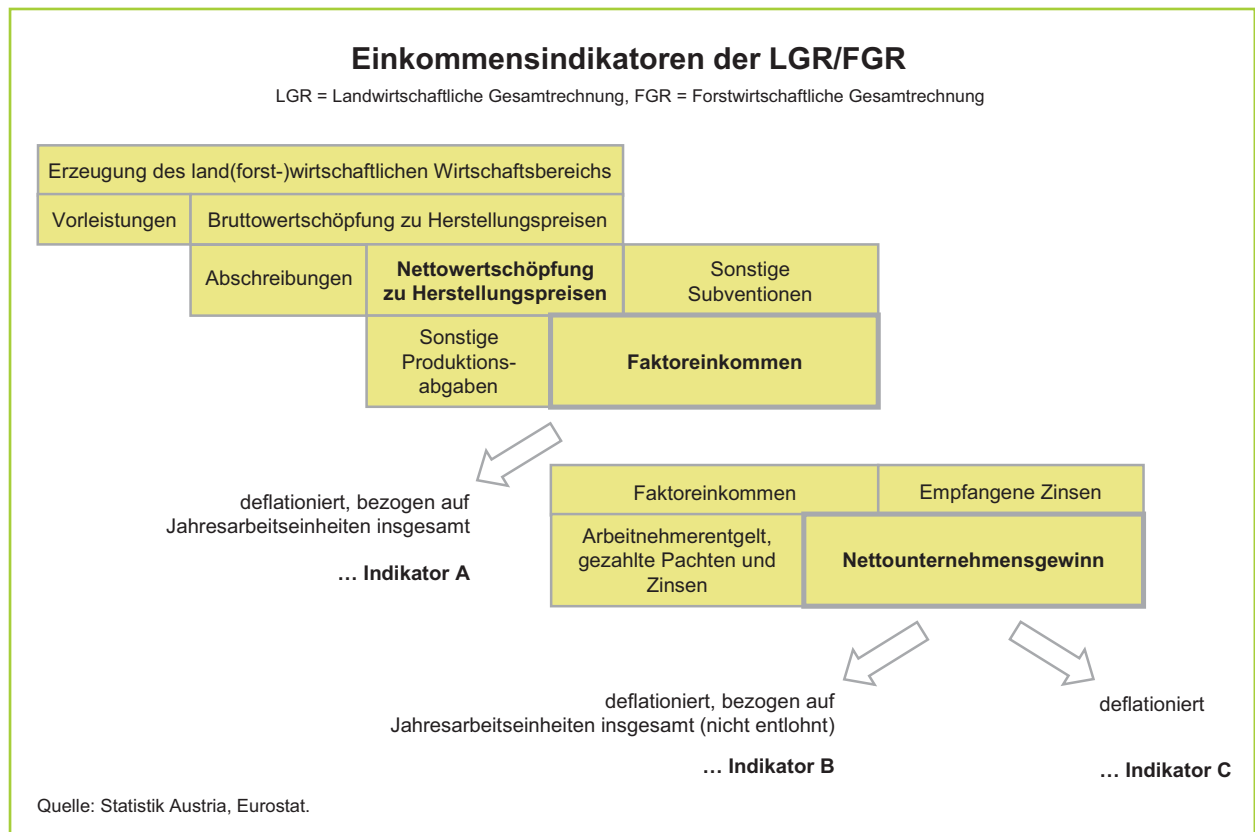 Einkommensindikatoren der LGR/FGR
LGR = Landwirtschaftliche Gesamtrechnung, FGR = Forstwirtschaftliche Gesamtrechnung
Erzeugung des land(forst-)wirtschaftlichen Wirtschaftsbereichs
Vorleistungen
Bruttowertschöpfung zu Herstellungspreisen
Abschreibungen
Nettowertschöpfung
zu Herstellungspreisen
Sonstige
Subventionen
Sonstige
Produktions-
abgaben
Faktoreinkommen
deflationiert, bezogen auf
Jahresarbeitseinheiten insgesamt
... Indikator A
Faktoreinkommen
Empfangene Zinsen
Arbeitnehmerentgelt,
gezahlte Pachten und
Zinsen
Nettounternehmensgewinn
deflationiert, bezogen auf
Jahresarbeitseinheiten insgesamt (nicht entlohnt)
... Indikator B
deflationiert
... Indikator C
Quelle: Statistik Austria, Eurostat.